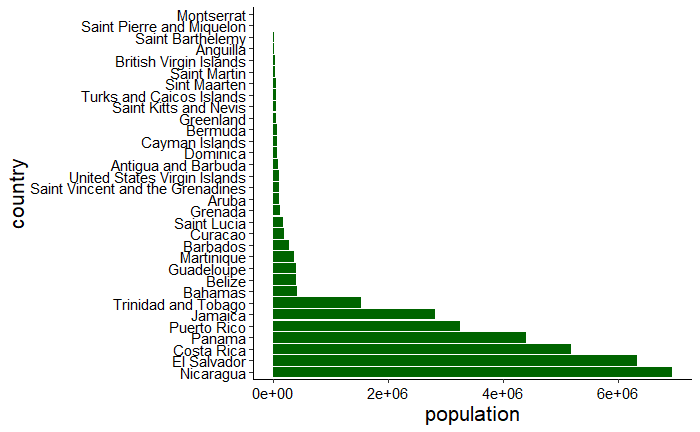 Montserrat
Saint Pierre and Miquelon
Saint Barthelemy
Anguilla
British Virgin Islands
Saint Martin
Sint Maarten
Turks and Caicos Islands
Saint Kitts and Nevis
Greenland
Bermuda
Cayman Islands
Dominica
Antigua and Barbuda
United States Virgin Islands
Saint Vincent and the Grenadines
Aruba
Grenada
Saint Lucia
Curacao
Barbados
Martinique
Guadeloupe
Belize
Bahamas
Trinidad and Tobago
Jamaica
Puerto Rico
Panama
Costa Rica
El Salvador
Nicaragua
country
0e+00 2e+06 4e+06 6e+06
population